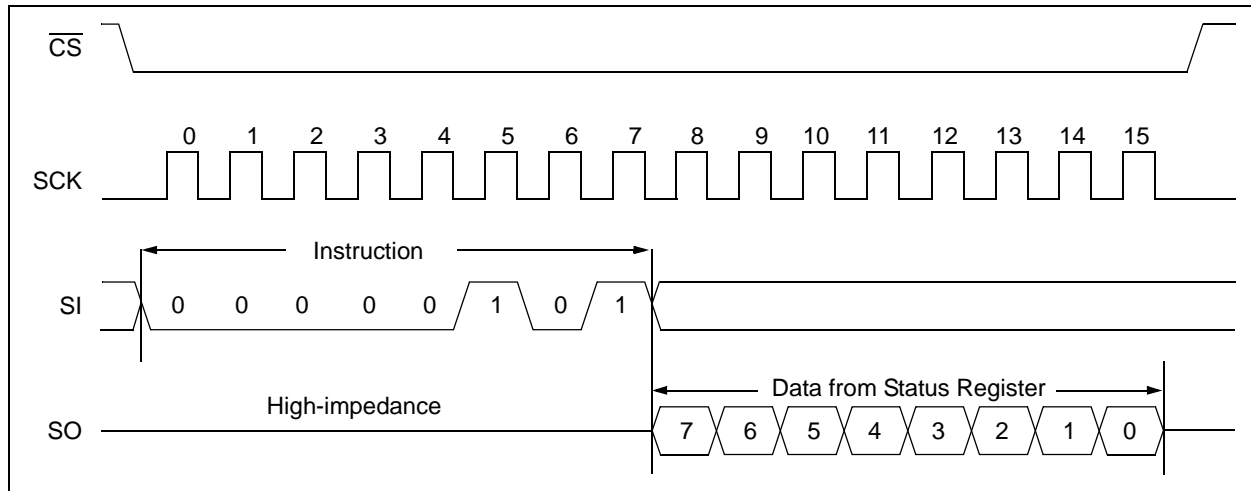 CS
0 1 2 3 4 5 6 7 8 9 10 11 12 13 14 15
SCK
Instruction
SI 0 0 0 0 0 1 0 1
Data from Status Register
High-impedance
SO 7 6 5 4 3 2 1 0